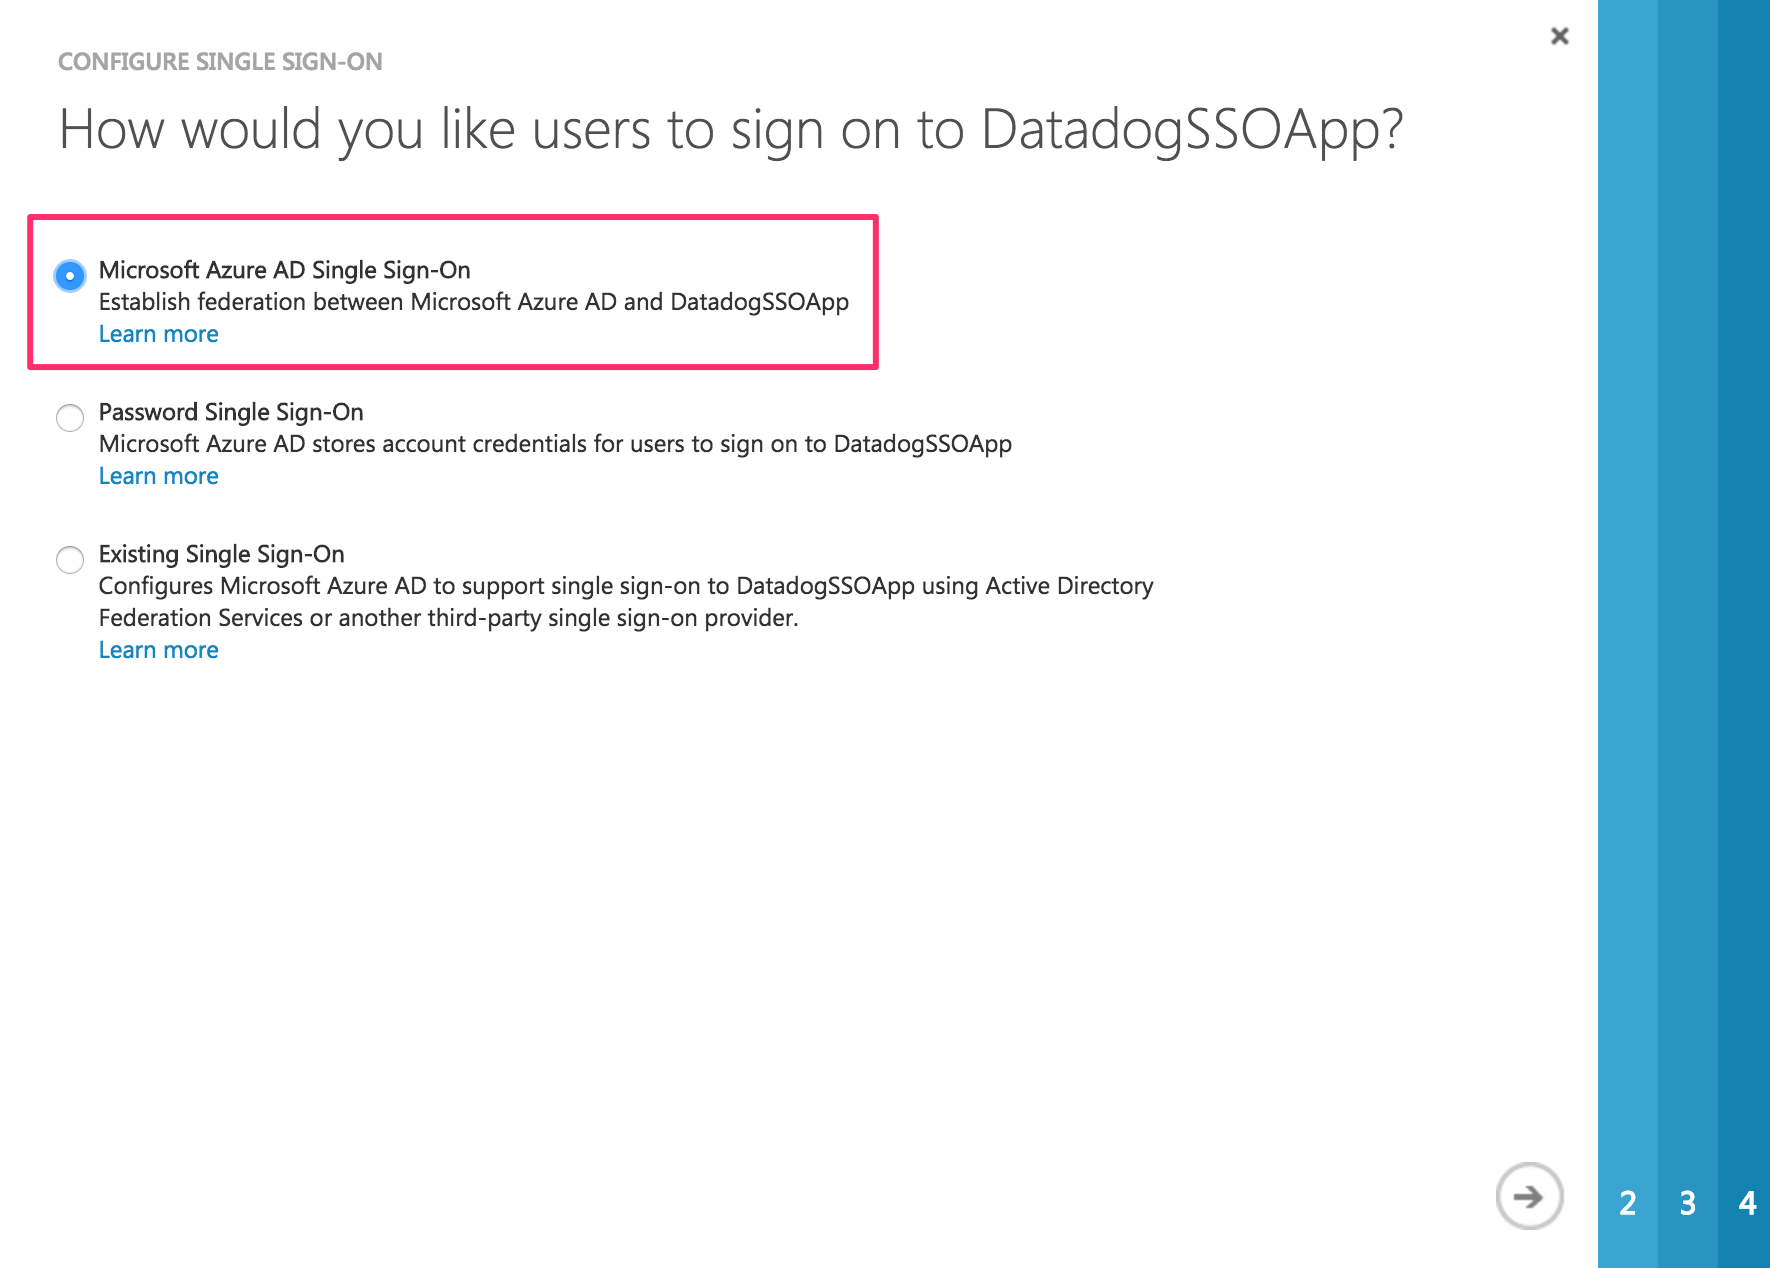 CONFIGURE SINGLE SIGN-ON
How would you like users to sign on to DatadogSSOApp?
Microsoft Azure AD Single Sign-On
Establish federation between Microsoft Azure AD and DatadogSSOApp
Learn more
Password Single Sign-On
Microsoft Azure AD stores account credentials for users to sign on to DatadogSSOApp
Learn more
Existing Single Sign-On
Configures Microsoft Azure AD to support single sign-on to DatadogSSOApp using Active Directory
Federation Services or another third-party single sign-on provider.
Learn more
2 3 4